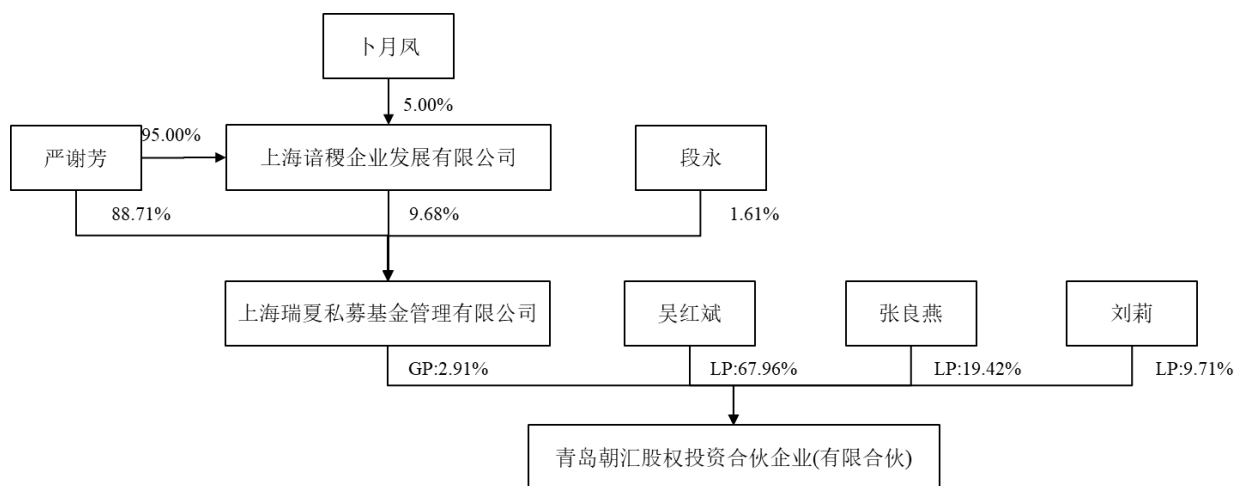 卜月凤
5.00%
严谢芳
95.00%
上海谙稷企业发展有限公司
段永
88.71%
9.68%
1.61%
上海瑞夏私募基金管理有限公司
吴红斌
张良燕
刘莉
GP:2.91%
LP:67.96%
LP:19.42%
LP:9.71%
青岛朝汇股权投资合伙企业(有限合伙)